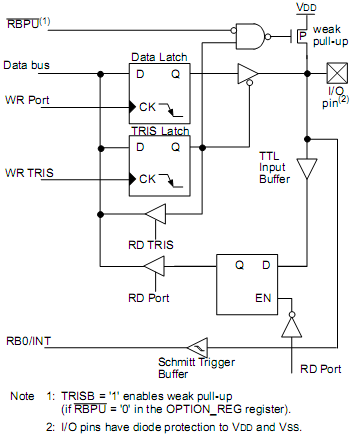 VDD
RBPU(1)
weak
pull-up
P
Data bus
Data Latch
D Q
WR Port
CK
I/O
pin(2)
TRIS Latch
D Q
WR TRIS
CK
TTL
Input
Buffer
RD TRIS
Q D
RD Port
EN
RB0/INT
Schmitt Trigger
Buffer
RD Port
Note 1: TRISB = '1' enables weak pull-up
(if RBPU = '0' in the OPTION_REG register).
2: I/O pins have diode protection to VDD and VSS.